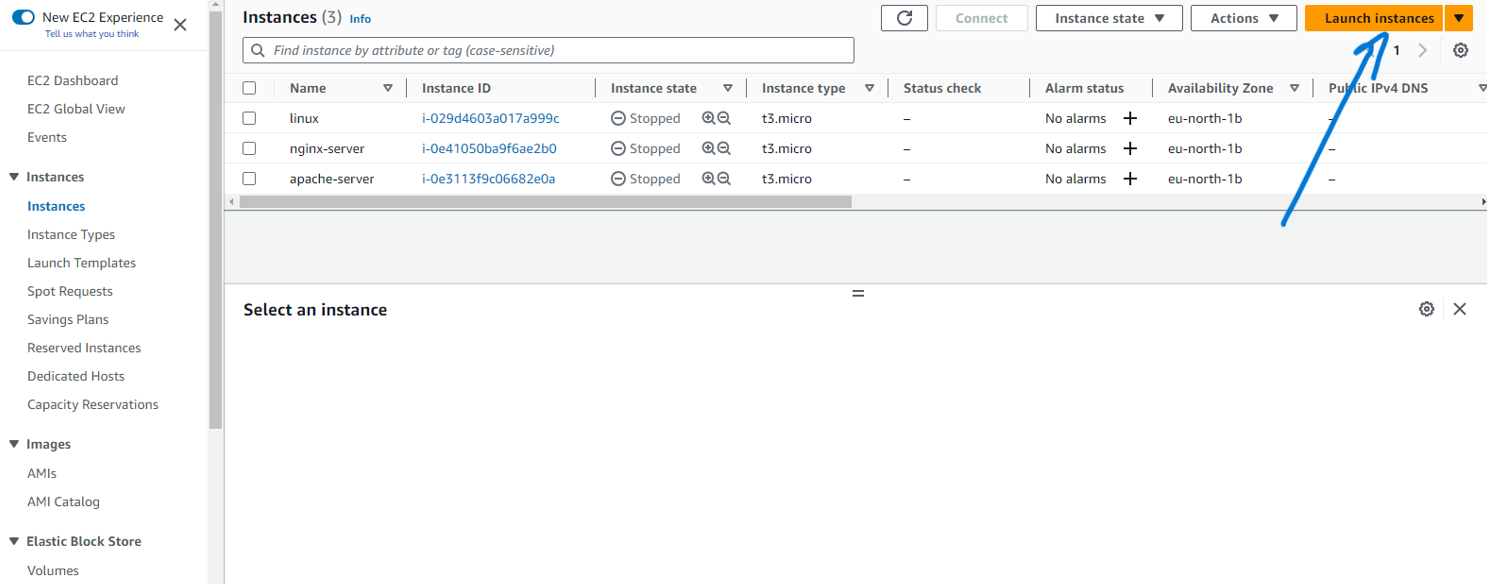 New EC2 Experience
Tell us what you think
EC2 Dashboard
EC2 Global View
Events
Instances
Instances
Instance Types
Launch Templates
Spot Requests
Savings Plans
Reserved Instances
Dedicated Hosts
Capacity Reservations
Images
AMIs
AMI Catalog
Elastic Block Store
Volumes
Instances (3) Info
Connect
Instance state
Actions
Launch instances
Find instance by attribute or tag (case-sensitive)
1
Name Instance ID Instance state Instance type Status check Alarm status Availability Zone Public IPv4 DNS
linux i-029d4603a017a999c Stopped t3.micro – No alarms + eu-north-1b –
nginx-server i-0e41050ba9f6ae2b0 Stopped t3.micro – No alarms + eu-north-1b –
apache-server i-0e3113f9c06682e0a Stopped t3.micro – No alarms + eu-north-1b –
Select an instance